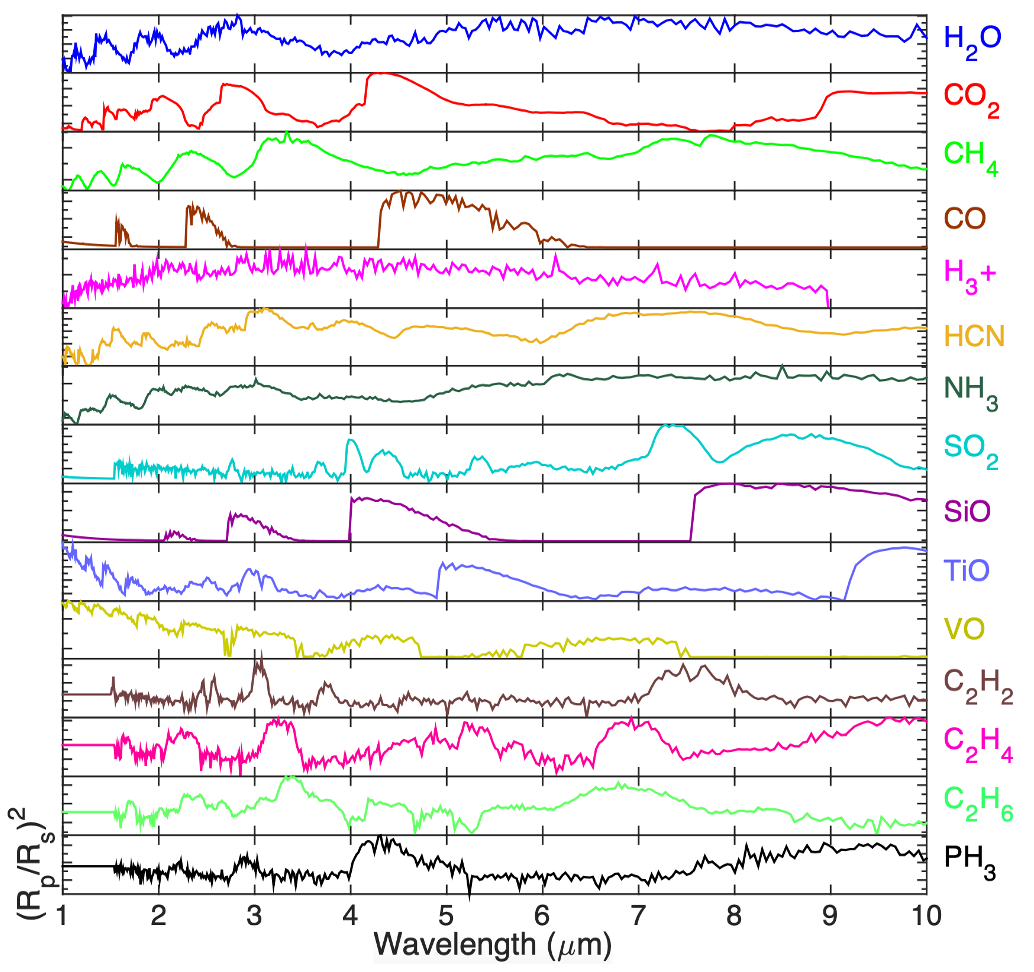 H₂O
CO₂
CH₄
CO
H₃+
HCN
NH₃
SO₂
SiO
TiO
VO
C₂H₂
C₂H₄
C₂H₆
PH₃
(Rₚ/Rₛ)²
1 2 3 4 5 6 7 8 9 10
Wavelength (μm)